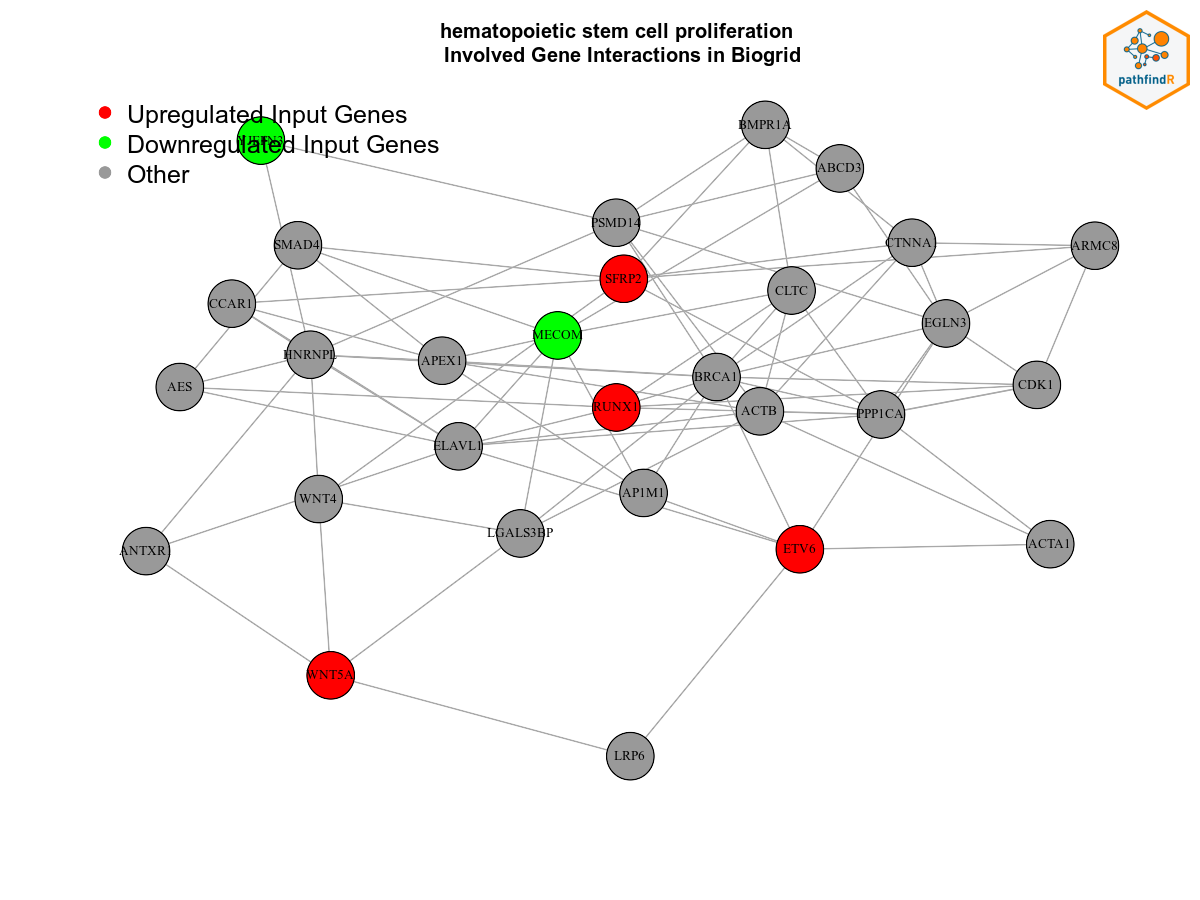 hematopoietic stem cell proliferation
Involved Gene Interactions in Biogrid
pathfindR
Upregulated Input Genes
Downregulated Input Genes
Other
BMPR1A
ABCD3
PSMD14
SMAD4
CTNNA
ARMC8
SFRP2
CLTC
CCAR1
EGLN3
MECOM
HNRNPL
APEX1
BRCA1
AES
CDK1
RUNX1
ACTB
PPP1CA
ELAVL1
WNT4
AP1M1
LGALS3BP
ANTXR
ETV6
ACTA1
WNT5A
LRP6